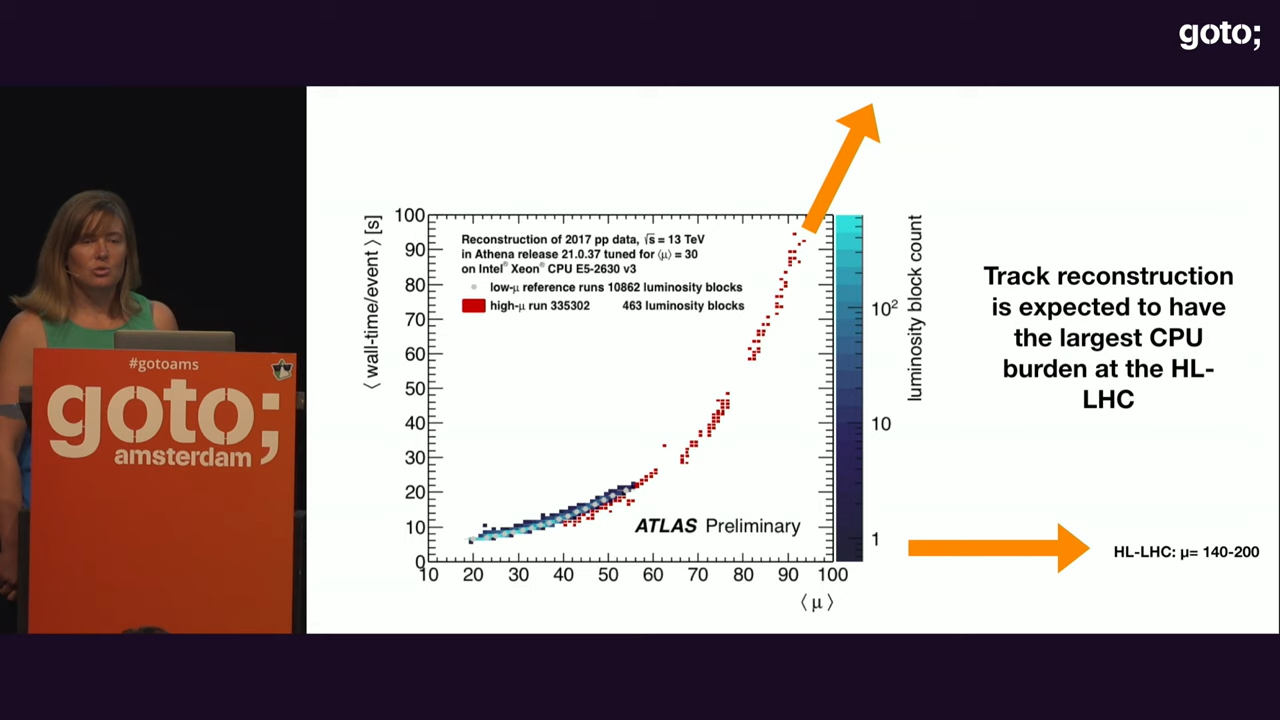 goto;
#gotoams
goto;
amsterdam
⟨ wall-time/event ⟩ [s]
100
90
80
70
60
50
40
30
20
10
0
10 20 30 40 50 60 70 80 90 100
⟨ μ ⟩
Reconstruction of 2017 pp data, √s = 13 TeV
in Athena release 21.0.37 tuned for ⟨μ⟩ = 30
on Intel® Xeon® CPU E5-2630 v3
low-μ reference runs 10862 luminosity blocks
high-μ run 335302 463 luminosity blocks
ATLAS Preliminary
luminosity block count
10²
10
1
Track reconstruction
is expected to have
the largest CPU
burden at the HL-
LHC
HL-LHC: μ= 140-200